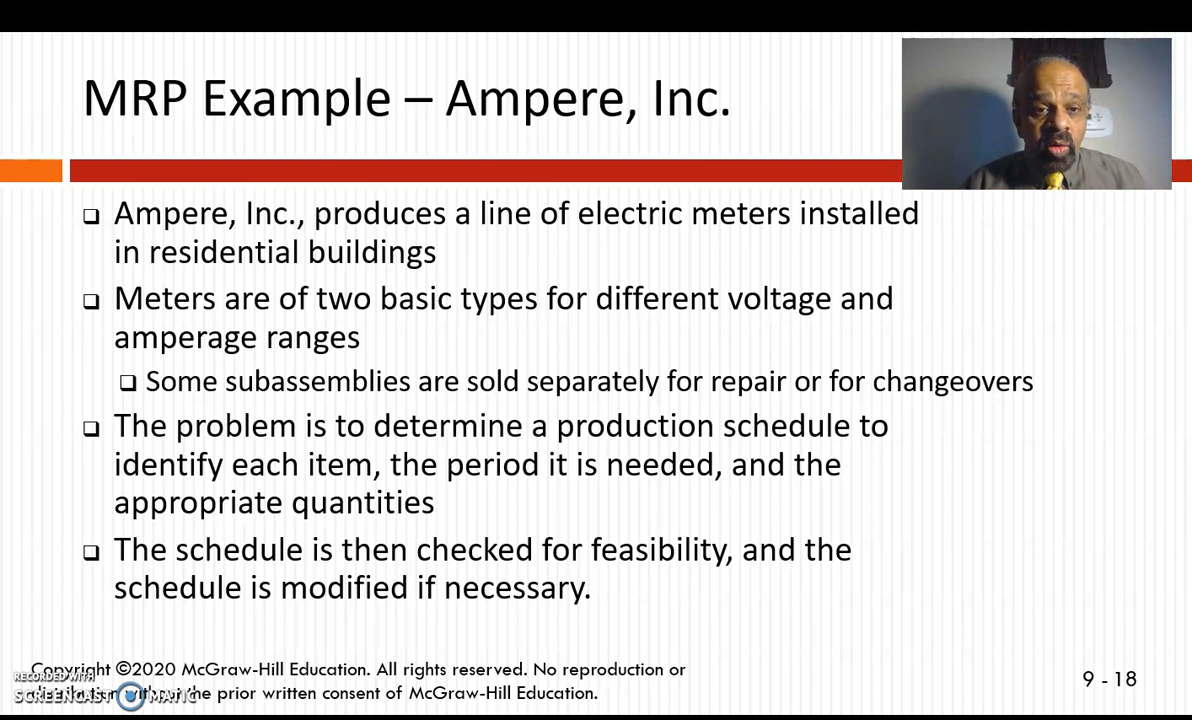 MRP Example – Ampere, Inc.
❑ Ampere, Inc., produces a line of electric meters installed
in residential buildings
❑ Meters are of two basic types for different voltage and
amperage ranges
❑ Some subassemblies are sold separately for repair or for changeovers
❑ The problem is to determine a production schedule to
identify each item, the period it is needed, and the
appropriate quantities
❑ The schedule is then checked for feasibility, and the
schedule is modified if necessary.
Copyright ©2020 McGraw-Hill Education. All rights reserved. No reproduction or
distribution without the prior written consent of McGraw-Hill Education.
RECORDED WITH
SCREENCAST MATIC
9 - 18